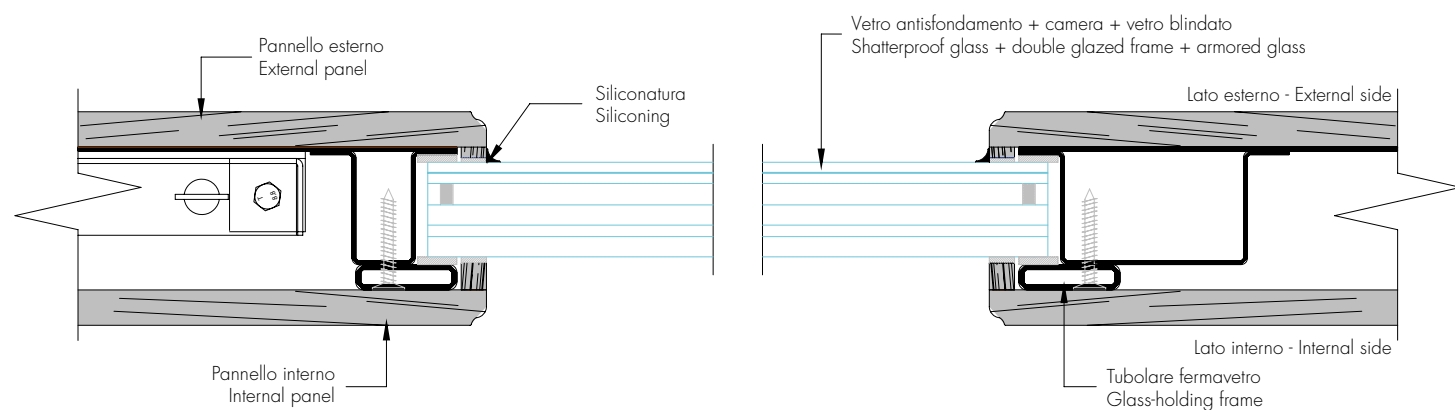 Vetro antisfondamento + camera + vetro blindato
Shatterproof glass + double glazed frame + armored glass
Pannello esterno
External panel
Siliconatura
Siliconing
Lato esterno - External side
Lato interno - Internal side
Pannello interno
Internal panel
Tubolare fermavetro
Glass-holding frame